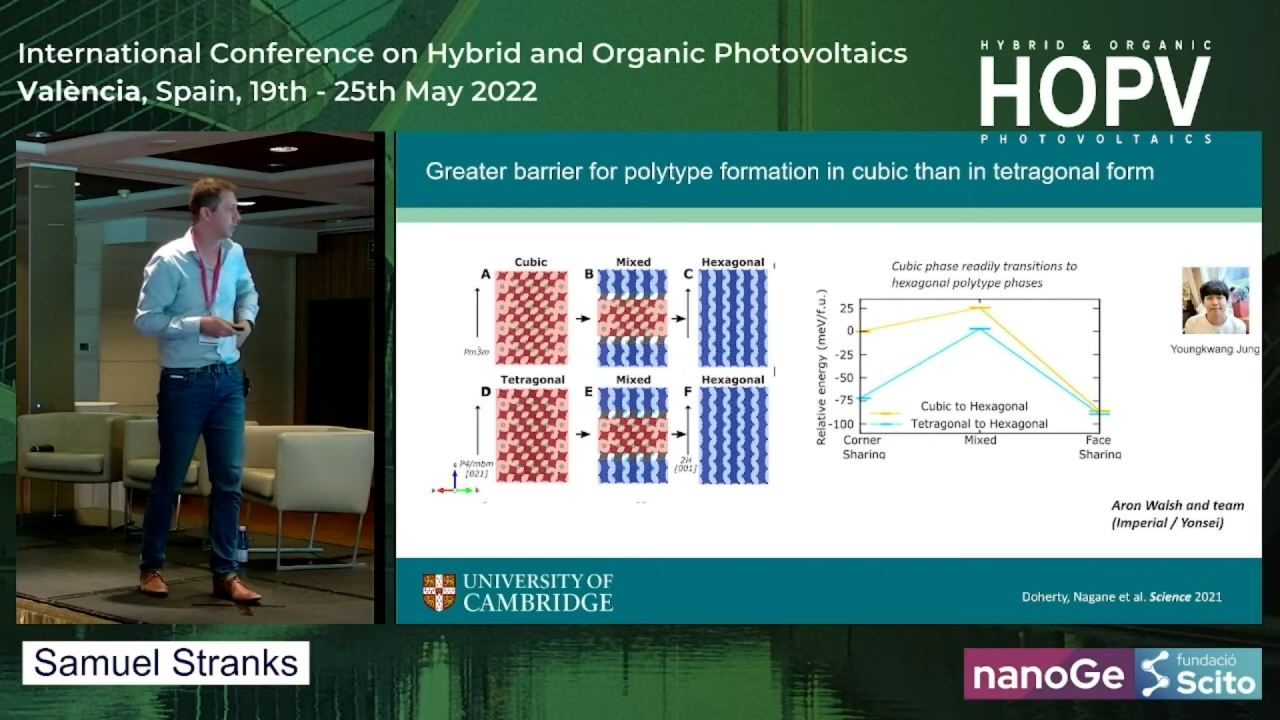 International Conference on Hybrid and Organic Photovoltaics
València, Spain, 19th - 25th May 2022
HYBRID & ORGANIC
HOPV
PHOTOVOLTAICS
Greater barrier for polytype formation in cubic than in tetragonal form
Cubic
Mixed
Hexagonal
A
B
C
Pm3m
Tetragonal
Mixed
Hexagonal
D
E
F
P4/mbm
[021]
2H
[001]
c
a
b
Cubic phase readily transitions to
hexagonal polytype phases
Relative energy (meV/f.u.)
25
0
-25
-50
-75
-100
Cubic to Hexagonal
Tetragonal to Hexagonal
Corner
Sharing
Mixed
Face
Sharing
Youngkwang Jung
Aron Walsh and team
(Imperial / Yonsei)
UNIVERSITY OF
CAMBRIDGE
Doherty, Nagane et al. Science 2021
Samuel Stranks
nanoGe
fundació
Scito